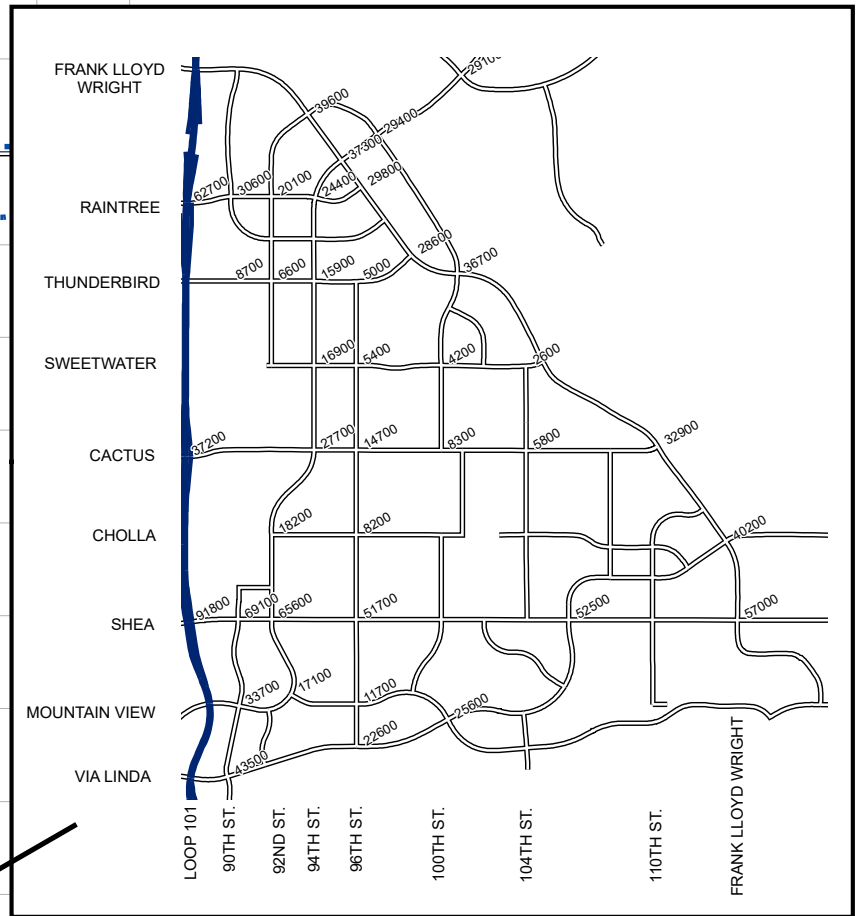 FRANK LLOYD
WRIGHT
29100
39600
29400
37300
62700
30600
20100
24400
29800
RAINTREE
28600
36700
8700
6600
15900
5000
THUNDERBIRD
16900
5400
4200
2600
SWEETWATER
37200
27700
14700
8300
5800
32900
CACTUS
18200
8200
40200
CHOLLA
91800
69100
65600
51700
52500
57000
SHEA
33700
17100
11700
25600
MOUNTAIN VIEW
22600
43500
VIA LINDA
LOOP 101
90TH ST.
92ND ST.
94TH ST.
96TH ST.
100TH ST.
104TH ST.
110TH ST.
FRANK LLOYD WRIGHT